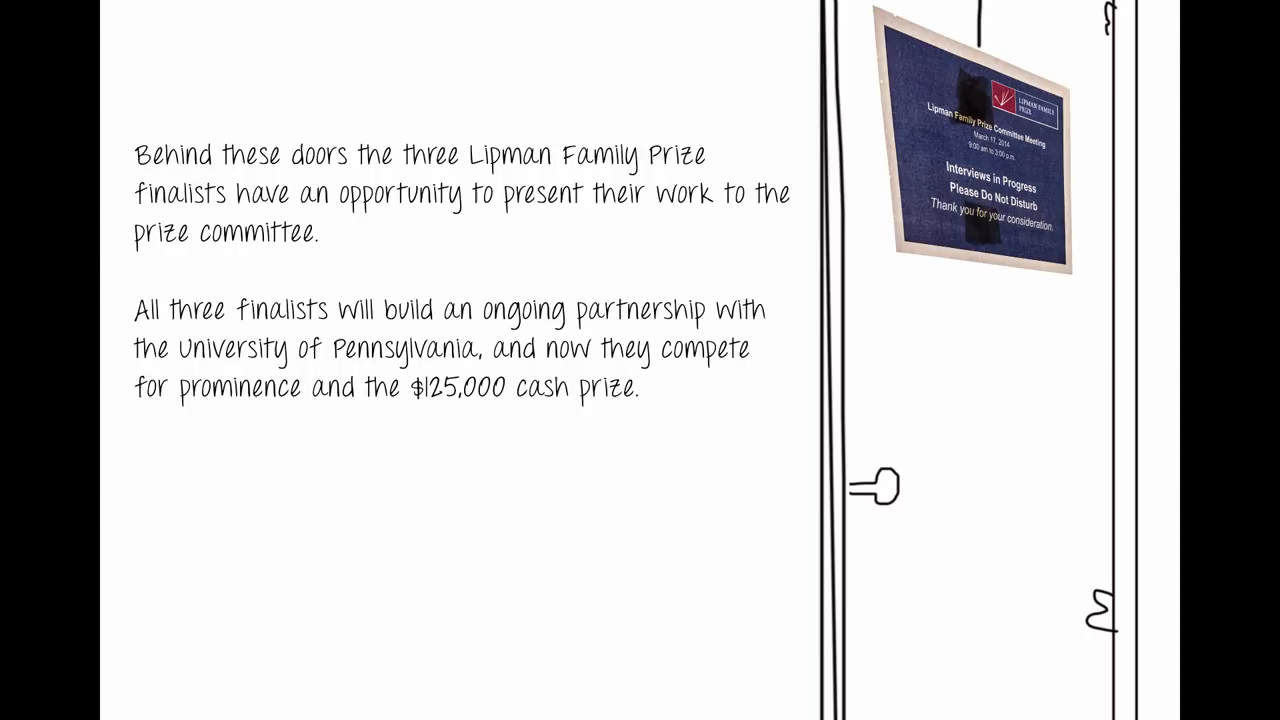 Behind these doors the three Lipman Family Prize
finalists have an opportunity to present their work to the
prize committee.
All three finalists will build an ongoing partnership with
the University of Pennsylvania, and now they compete
for prominence and the $125,000 cash prize.
LIPMAN FAMILY
PRIZE
Lipman Family Prize Committee Meeting
March 17, 2014
9:00 am to 3:00 p.m.
Interviews in Progress
Please Do Not Disturb
Thank you for your consideration.